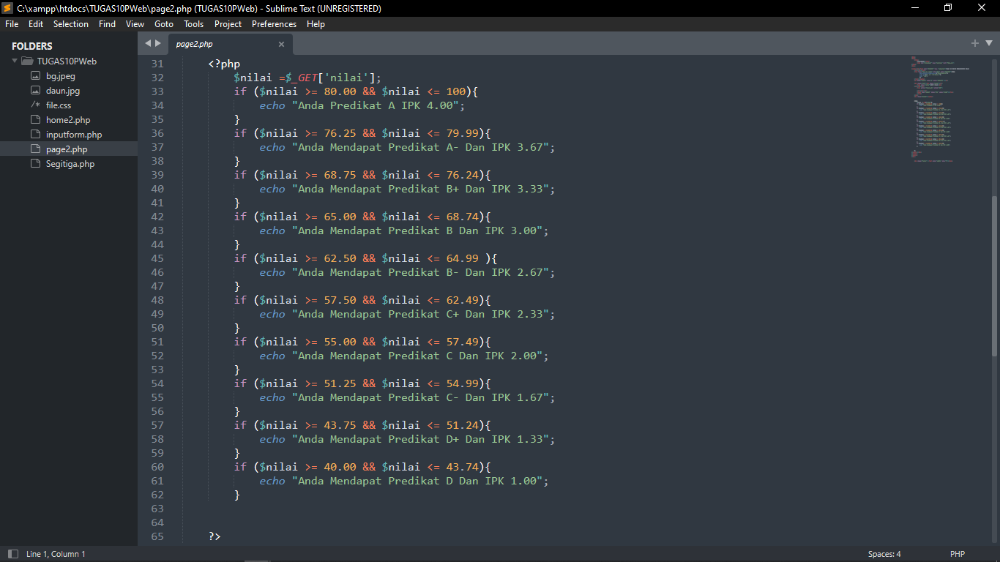 C:\xampp\htdocs\TUGAS10PWeb\page2.php (TUGAS10PWeb) - Sublime Text (UNREGISTERED)
File Edit Selection Find View Goto Tools Project Preferences Help
FOLDERS
TUGAS10PWeb
bg.jpeg
daun.jpg
/* file.css
home2.php
inputform.php
page2.php
Segitiga.php
page2.php
31 <?php
32 $nilai =$_GET['nilai'];
33 if ($nilai >= 80.00 && $nilai <= 100){
34 echo "Anda Predikat A IPK 4.00";
35 }
36 if ($nilai >= 76.25 && $nilai <= 79.99){
37 echo "Anda Mendapat Predikat A- Dan IPK 3.67";
38 }
39 if ($nilai >= 68.75 && $nilai <= 76.24){
40 echo "Anda Mendapat Predikat B+ Dan IPK 3.33";
41 }
42 if ($nilai >= 65.00 && $nilai <= 68.74){
43 echo "Anda Mendapat Predikat B Dan IPK 3.00";
44 }
45 if ($nilai >= 62.50 && $nilai <= 64.99 ){
46 echo "Anda Mendapat Predikat B- Dan IPK 2.67";
47 }
48 if ($nilai >= 57.50 && $nilai <= 62.49){
49 echo "Anda Mendapat Predikat C+ Dan IPK 2.33";
50 }
51 if ($nilai >= 55.00 && $nilai <= 57.49){
52 echo "Anda Mendapat Predikat C Dan IPK 2.00";
53 }
54 if ($nilai >= 51.25 && $nilai <= 54.99){
55 echo "Anda Mendapat Predikat C- Dan IPK 1.67";
56 }
57 if ($nilai >= 43.75 && $nilai <= 51.24){
58 echo "Anda Mendapat Predikat D+ Dan IPK 1.33";
59 }
60 if ($nilai >= 40.00 && $nilai <= 43.74){
61 echo "Anda Mendapat Predikat D Dan IPK 1.00";
62 }
63
64
65 ?>
Line 1, Column 1
Spaces: 4
PHP